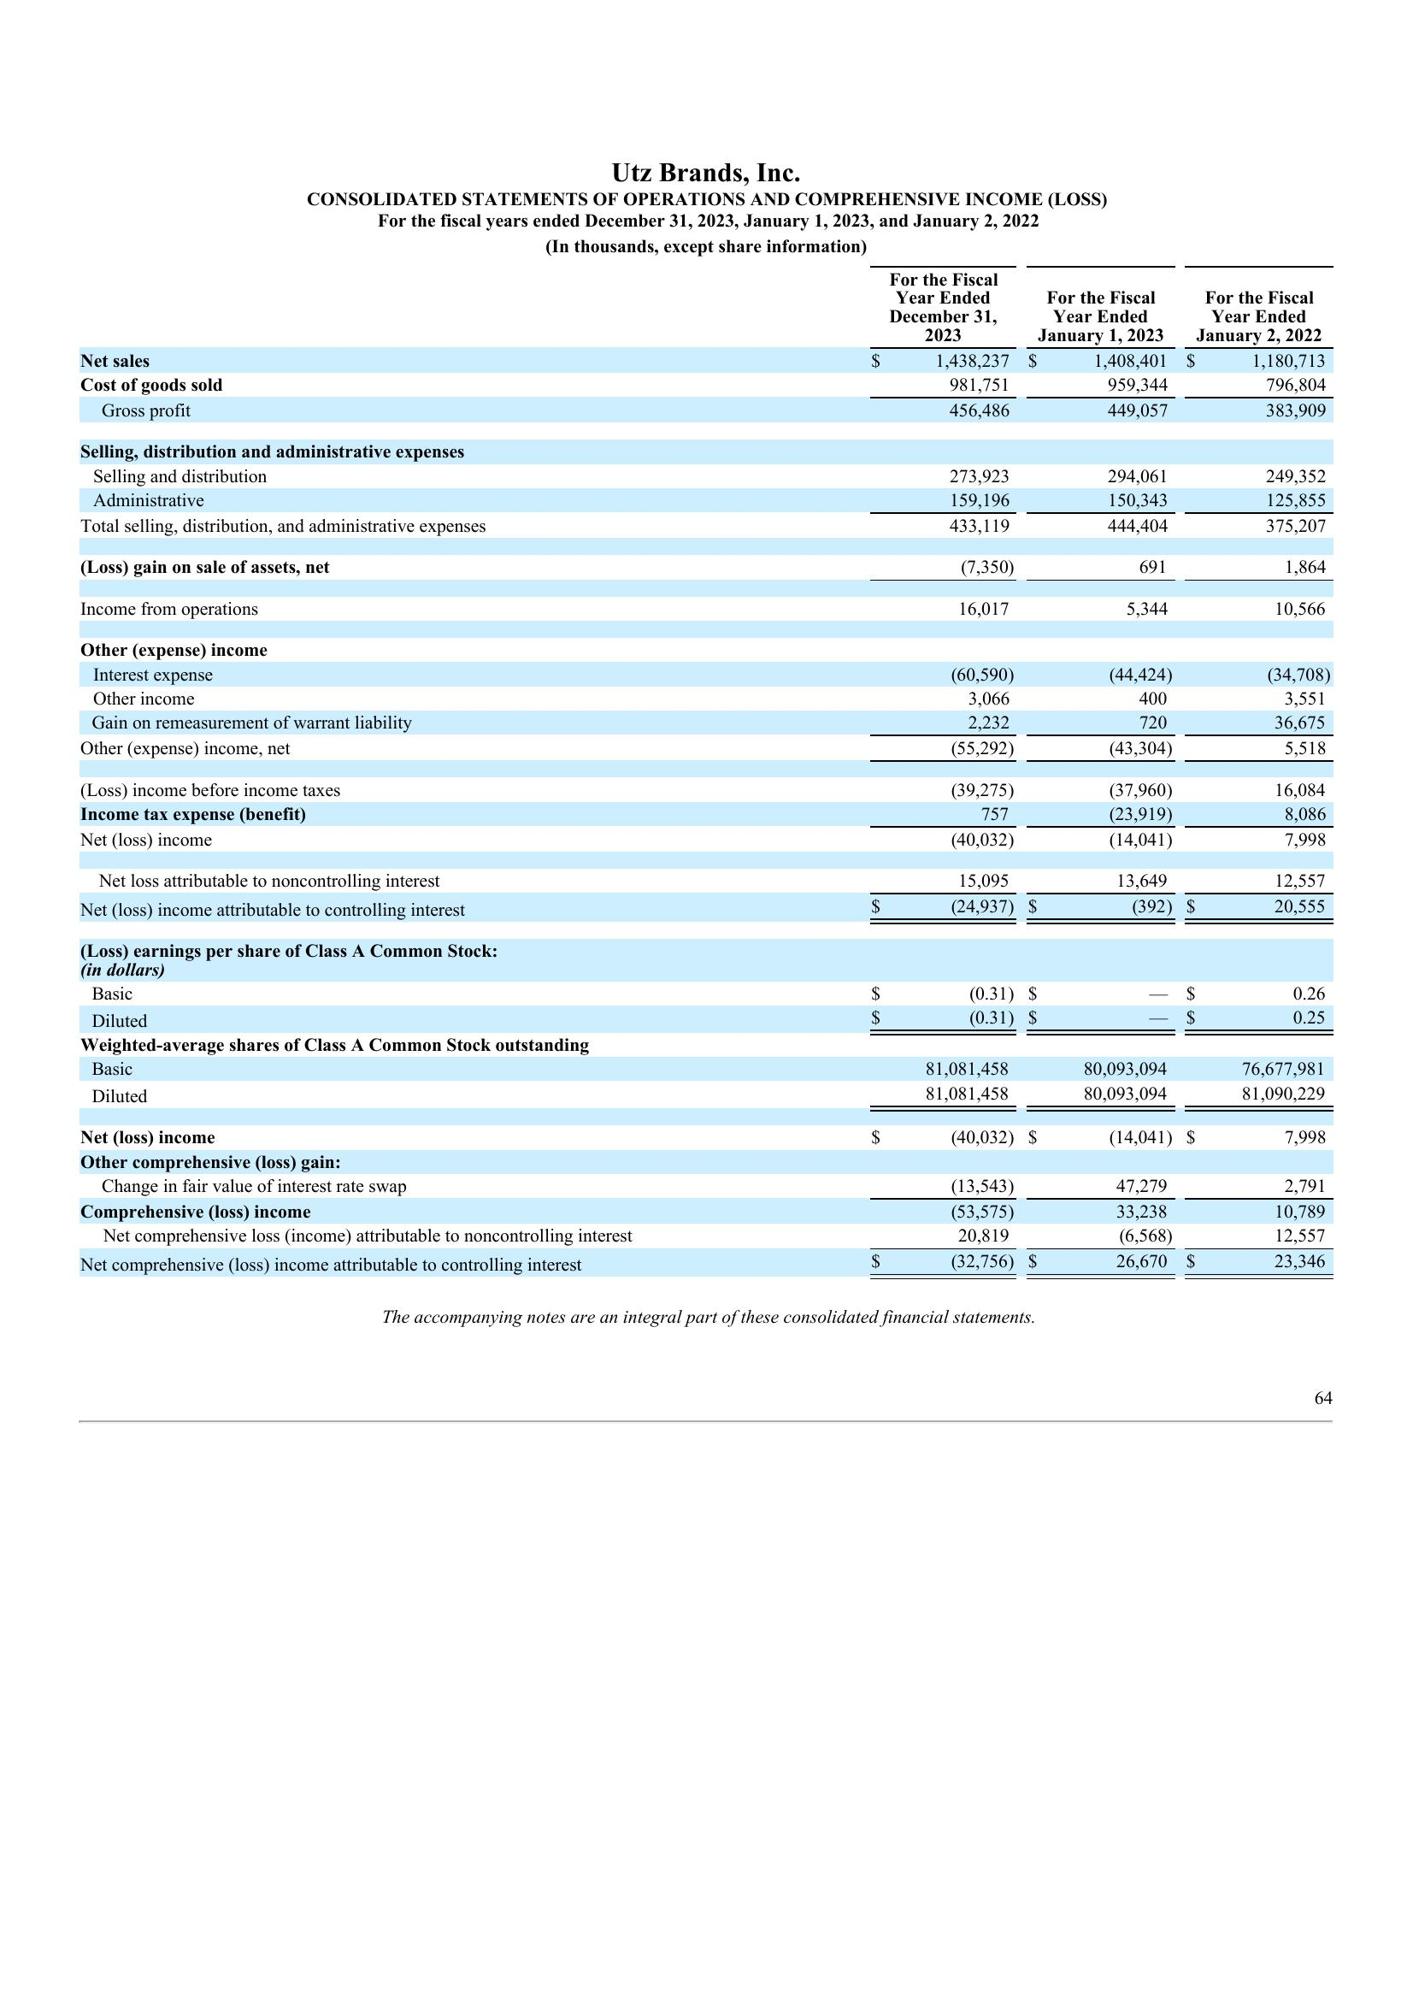 Utz Brands, Inc.
CONSOLIDATED STATEMENTS OF OPERATIONS AND COMPREHENSIVE INCOME (LOSS)
For the fiscal years ended December 31, 2023, January 1, 2023, and January 2, 2022
(In thousands, except share information)
For the Fiscal Year Ended December 31, 2023 For the Fiscal Year Ended January 1, 2023 For the Fiscal Year Ended January 2, 2022
Net sales $ 1,438,237 $ 1,408,401 $ 1,180,713
Cost of goods sold 981,751 959,344 796,804
Gross profit 456,486 449,057 383,909
Selling, distribution and administrative expenses
Selling and distribution 273,923 294,061 249,352
Administrative 159,196 150,343 125,855
Total selling, distribution, and administrative expenses 433,119 444,404 375,207
(Loss) gain on sale of assets, net (7,350) 691 1,864
Income from operations 16,017 5,344 10,566
Other (expense) income
Interest expense (60,590) (44,424) (34,708)
Other income 3,066 400 3,551
Gain on remeasurement of warrant liability 2,232 720 36,675
Other (expense) income, net (55,292) (43,304) 5,518
(Loss) income before income taxes (39,275) (37,960) 16,084
Income tax expense (benefit) 757 (23,919) 8,086
Net (loss) income (40,032) (14,041) 7,998
Net loss attributable to noncontrolling interest 15,095 13,649 12,557
Net (loss) income attributable to controlling interest $ (24,937) $ (392) $ 20,555
(Loss) earnings per share of Class A Common Stock:
(in dollars)
Basic $ (0.31) $ — $ 0.26
Diluted $ (0.31) $ — $ 0.25
Weighted-average shares of Class A Common Stock outstanding
Basic 81,081,458 80,093,094 76,677,981
Diluted 81,081,458 80,093,094 81,090,229
Net (loss) income $ (40,032) $ (14,041) $ 7,998
Other comprehensive (loss) gain:
Change in fair value of interest rate swap (13,543) 47,279 2,791
Comprehensive (loss) income (53,575) 33,238 10,789
Net comprehensive loss (income) attributable to noncontrolling interest 20,819 (6,568) 12,557
Net comprehensive (loss) income attributable to controlling interest $ (32,756) $ 26,670 $ 23,346
The accompanying notes are an integral part of these consolidated financial statements.
64